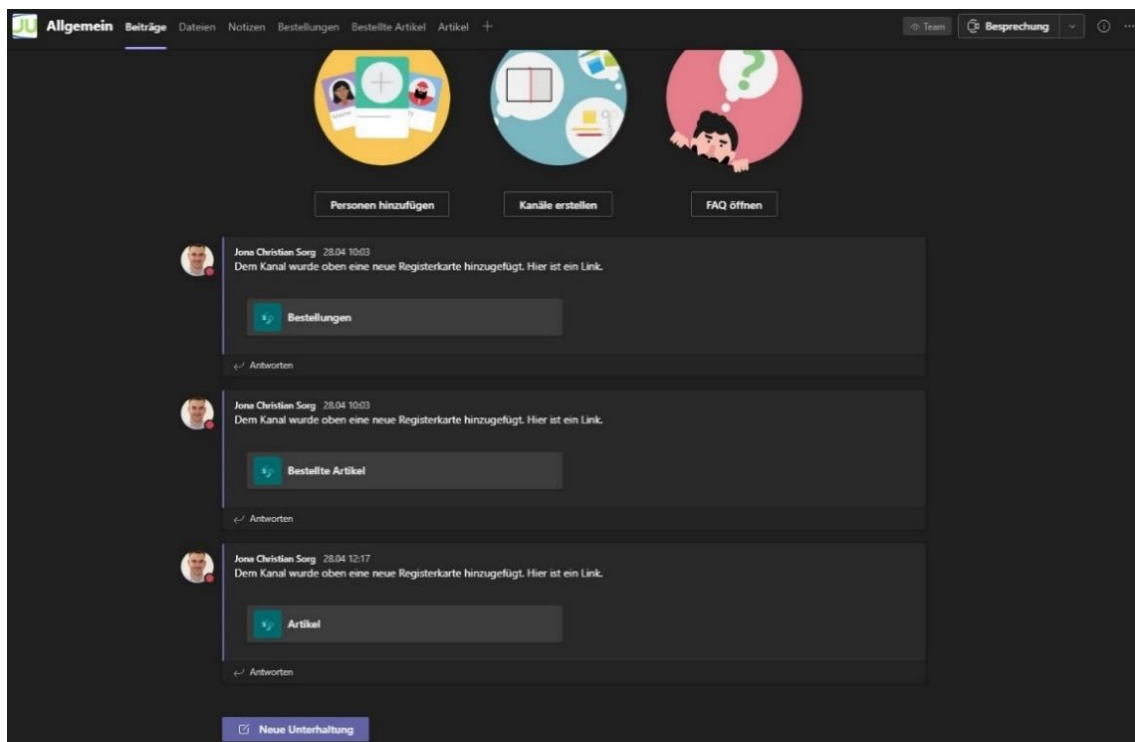 JU Allgemein Beiträge Dateien Notizen Bestellungen Bestellte Artikel Artikel Team Besprechung
Personen hinzufügen Kanäle erstellen FAQ öffnen
Jona Christian Sorg 28.04 10:03
Dem Kanal wurde oben eine neue Registerkarte hinzugefügt. Hier ist ein Link.
Bestellungen
Antworten
Jona Christian Sorg 28.04 10:03
Dem Kanal wurde oben eine neue Registerkarte hinzugefügt. Hier ist ein Link.
Bestellte Artikel
Antworten
Jona Christian Sorg 28.04 12:17
Dem Kanal wurde oben eine neue Registerkarte hinzugefügt. Hier ist ein Link.
Artikel
Antworten
Neue Unterhaltung